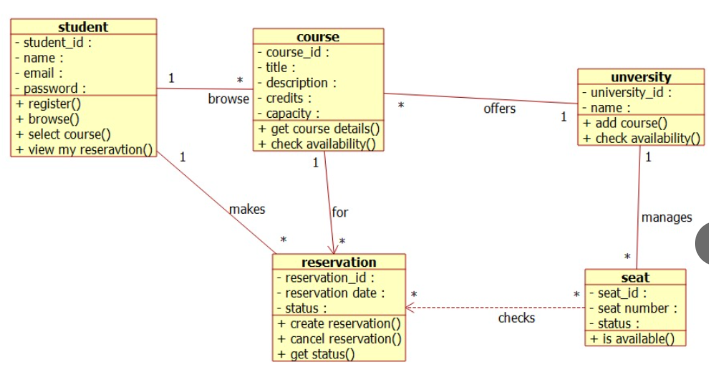 student
- student_id :
- name :
- email :
- password :
+ register()
+ browse()
+ select course()
+ view my reseravtion()
1
*
browse
course
- course_id :
- title :
- description :
- credits :
- capacity :
+ get course details()
+ check availability()
*
offers
1
unversity
- university_id :
- name :
+ add course()
+ check availability()
1
makes
*
1
for
*
1
manages
*
reservation
- reservation_id :
- reservation date :
- status :
+ create reservation()
+ cancel reservation()
+ get status()
*
checks
*
seat
- seat_id :
- seat number :
- status :
+ is available()